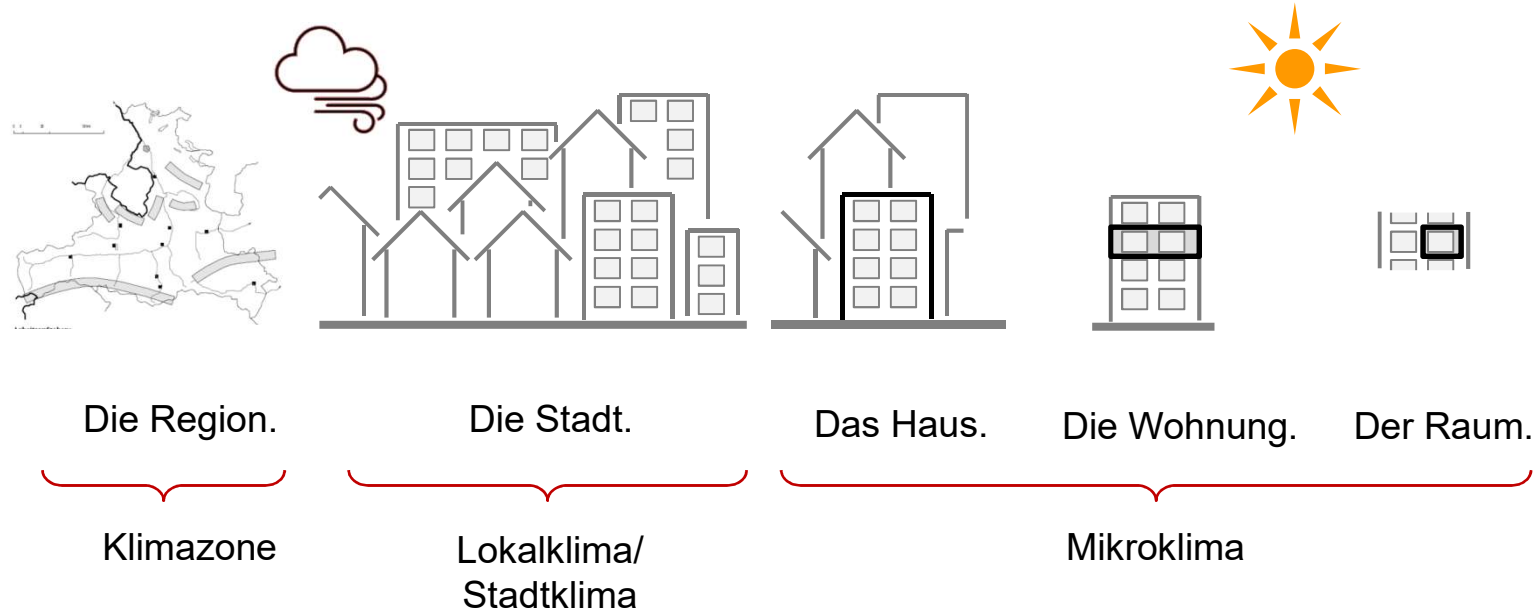 Die Region.
Die Stadt.
Das Haus.
Die Wohnung.
Der Raum.
Klimazone
Lokalklima/
Stadtklima
Mikroklima